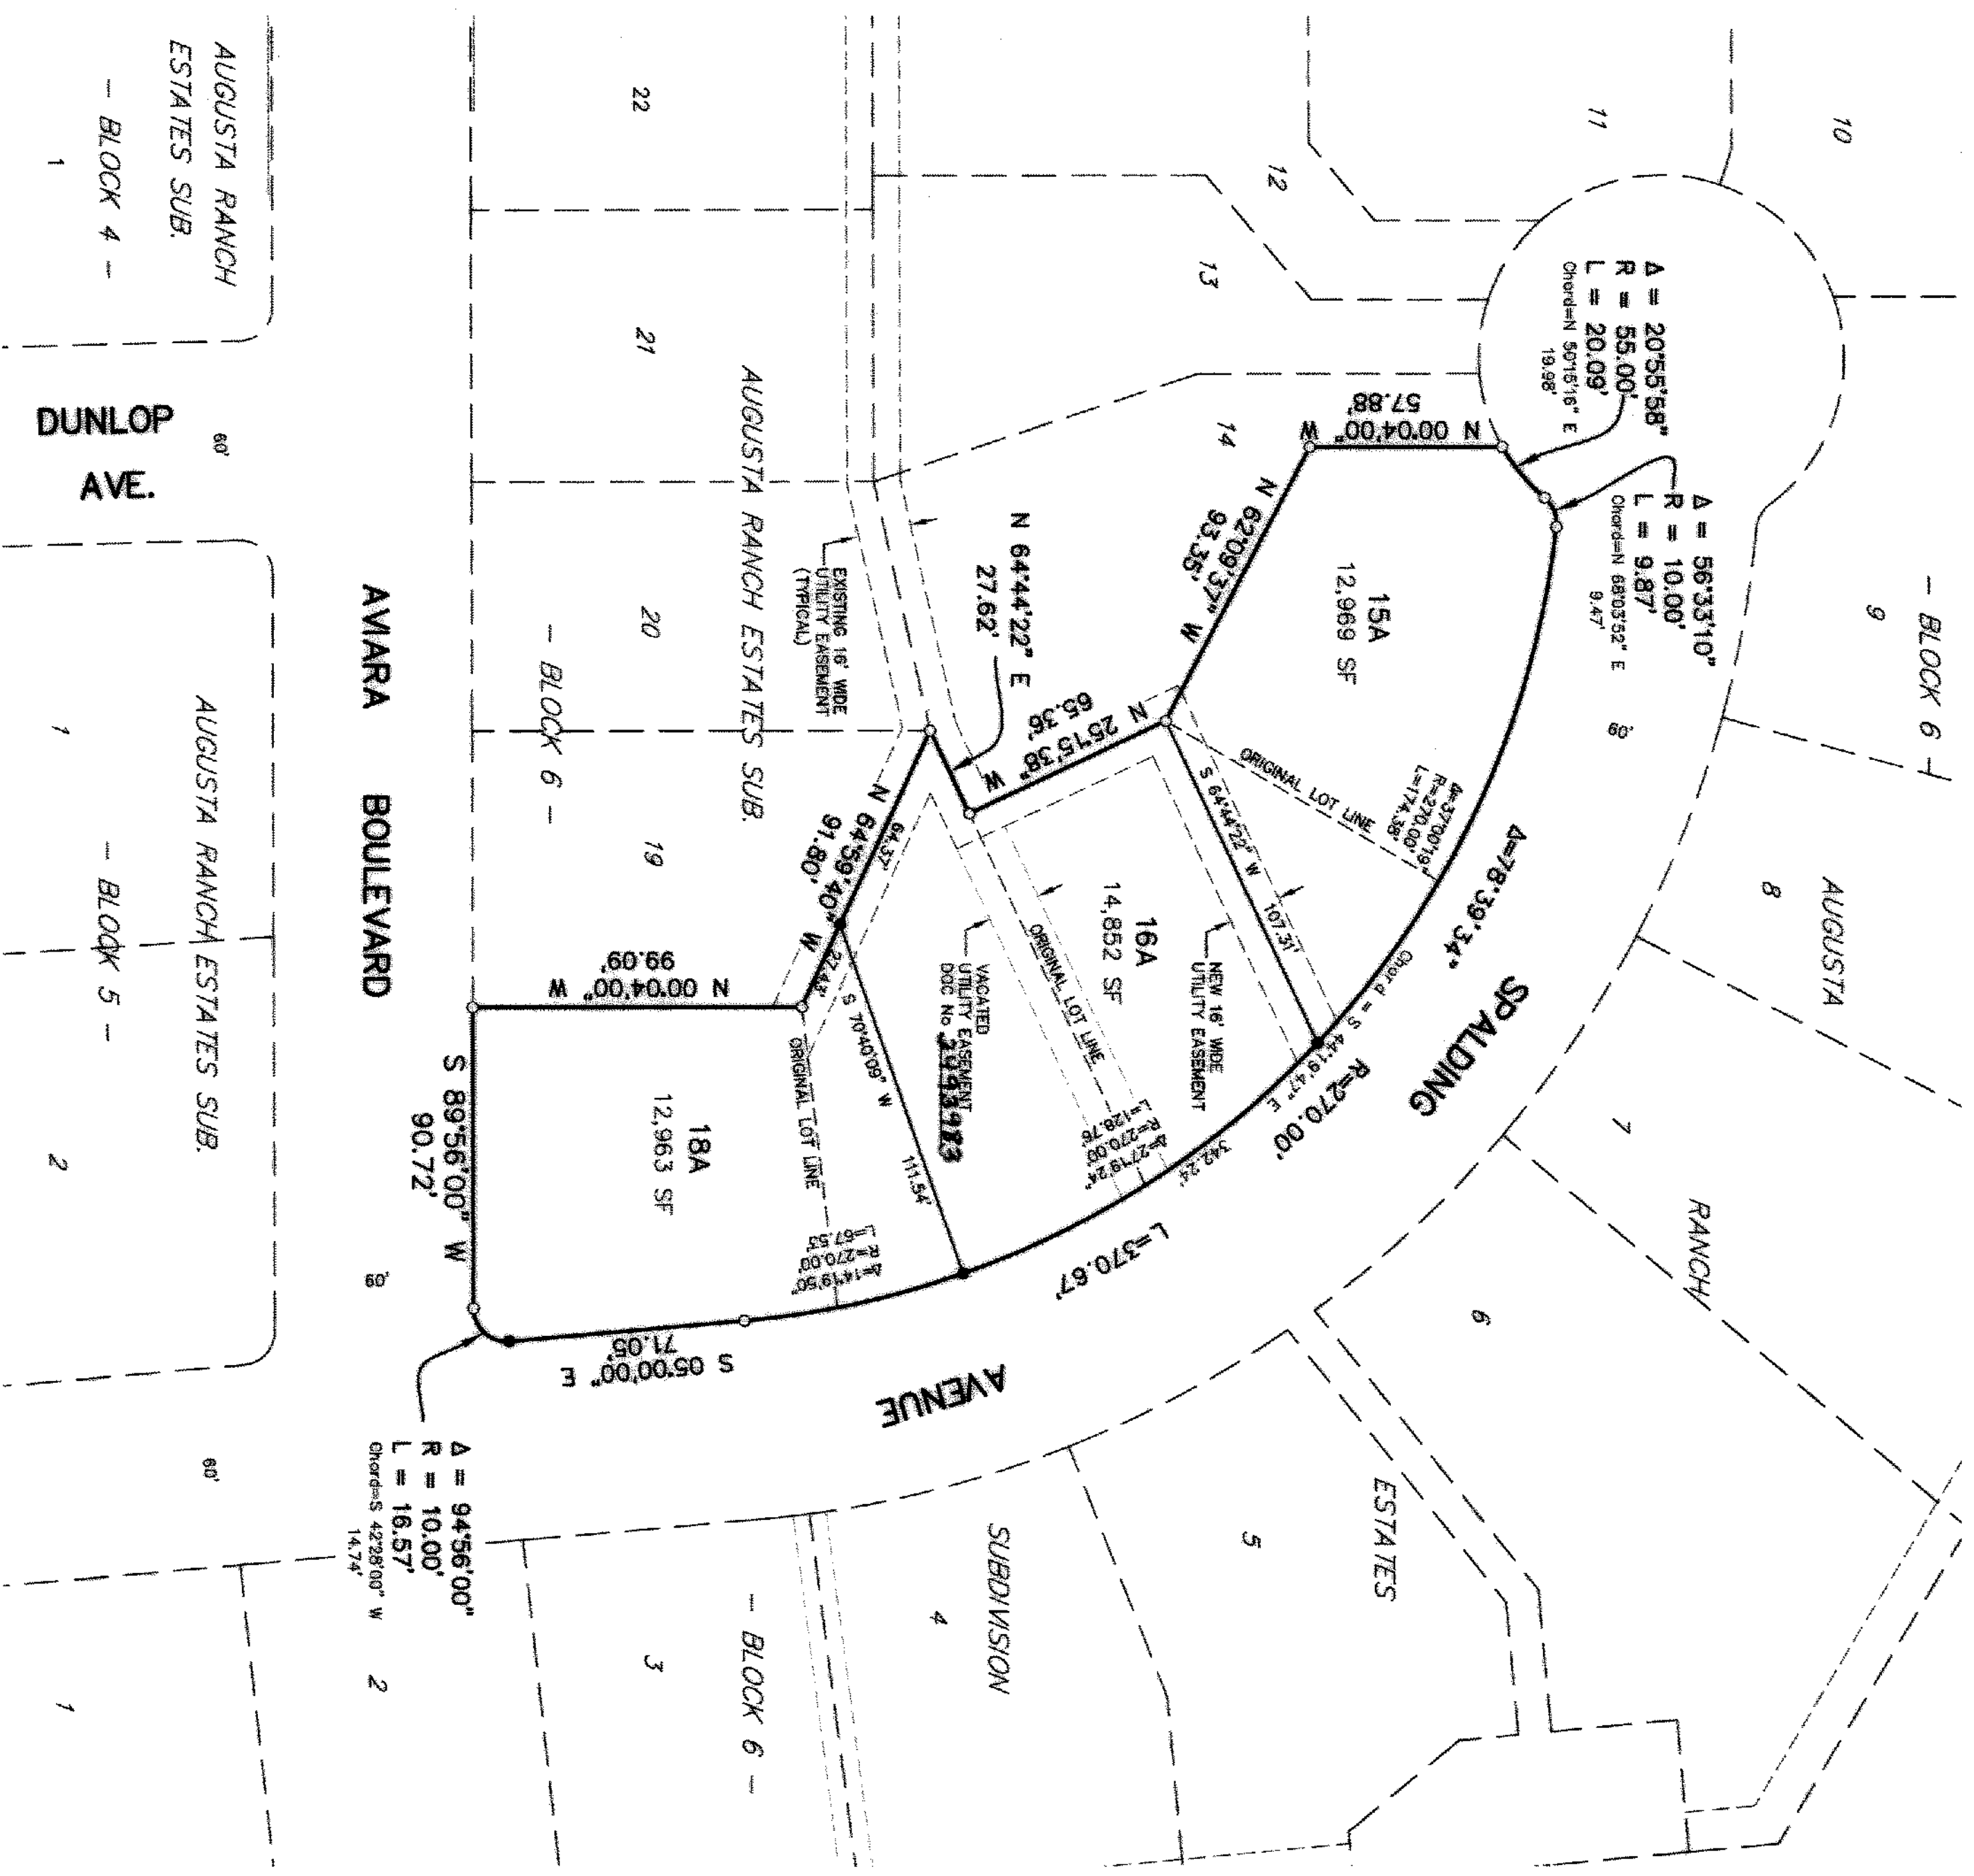 10
11
12
13
14
22
21
20
19
- BLOCK 6 -
9
8
7
6
5
4
3
2
1
AUGUSTA
RANCH
ESTATES
SUBDIVISION
- BLOCK 6 -
Δ = 20°55'58"
R = 55.00'
L = 20.09'
Chord=N 50°15'16" E
19.98'
Δ = 56°33'10"
R = 10.00'
L = 9.87'
Chord=N 68°03'52" E
9.47'
60'
N 00°04'00" W
57.88'
N 62°09'37" W
93.35'
15A
12,969 SF
Δ=37°00'19"
R=270.00'
L=174.38'
ORIGINAL LOT LINE
Δ=78°39'34"
R=270.00'
L=370.67'
Chord = S 44°19'47" E
342.24'
SPALDING
AVENUE
N 64°44'22" E
27.62'
N 25°15'38" W
65.36'
S 64°44'22" W 107.31'
NEW 16' WIDE
UTILITY EASEMENT
16A
14,852 SF
ORIGINAL LOT LINE
VACATED
UTILITY EASEMENT
DOC No 2493983
Δ=27°19'24"
R=270.00'
L=128.76'
EXISTING 16' WIDE
UTILITY EASEMENT
(TYPICAL)
AUGUSTA RANCH ESTATES SUB.
- BLOCK 6 -
N 64°59'40" W
91.80'
64.37'
27.43'
S 70°40'09" W
111.54'
N 00°04'00" W
99.09'
ORIGINAL LOT LINE
18A
12,963 SF
Δ=14°19'50"
R=270.00'
L=67.53'
S 05°00'00" E
71.05'
S 89°56'00" W
90.72'
Δ = 94°56'00"
R = 10.00'
L = 16.57'
Chord=S 42°28'00" W
14.74'
60'
60'
AVIARA BOULEVARD
DUNLOP
AVE.
60'
AUGUSTA RANCH
ESTATES SUB.
- BLOCK 4 -
1
AUGUSTA RANCH ESTATES SUB.
- BLOCK 5 -
1
2